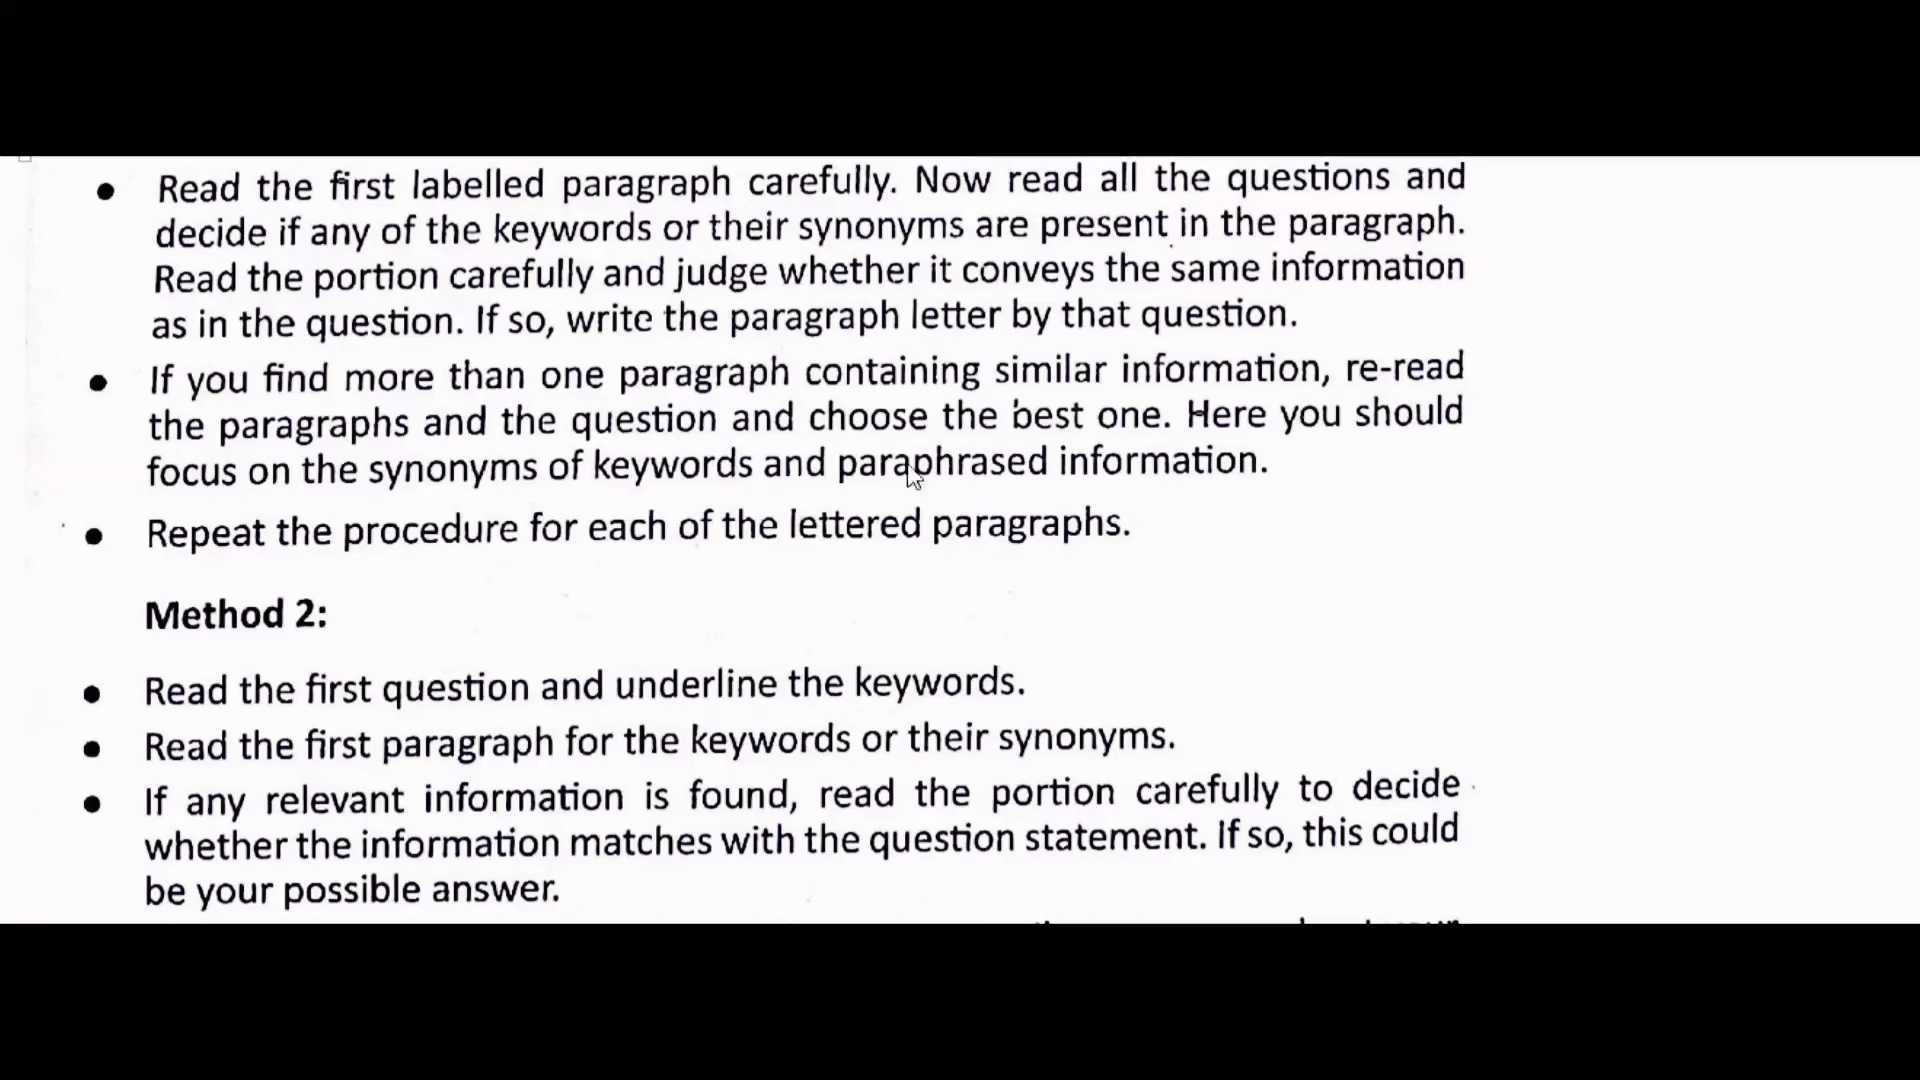 • Read the first labelled paragraph carefully. Now read all the questions and
decide if any of the keywords or their synonyms are present in the paragraph.
Read the portion carefully and judge whether it conveys the same information
as in the question. If so, write the paragraph letter by that question.
• If you find more than one paragraph containing similar information, re-read
the paragraphs and the question and choose the best one. Here you should
focus on the synonyms of keywords and paraphrased information.
• Repeat the procedure for each of the lettered paragraphs.
Method 2:
• Read the first question and underline the keywords.
• Read the first paragraph for the keywords or their synonyms.
• If any relevant information is found, read the portion carefully to decide
whether the information matches with the question statement. If so, this could
be your possible answer.